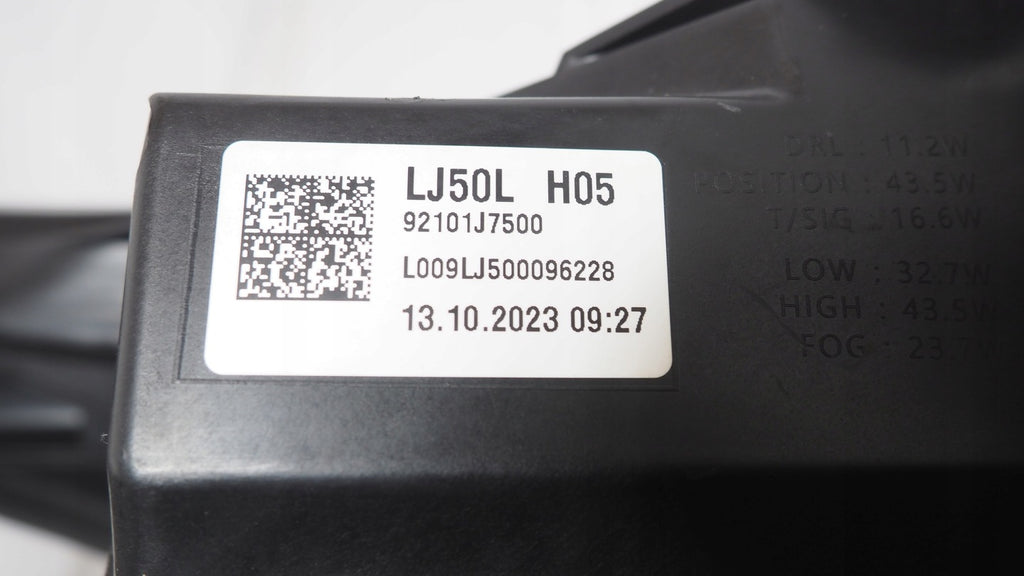 LJ50L H05
92101J7500
L009LJ500096228
13.10.2023 09:27
DRL : 11.2W
POSITION : 43.5W
T/SIG : 16.6W
LOW : 32.7W
HIGH : 43.5W
FOG : 23.7W